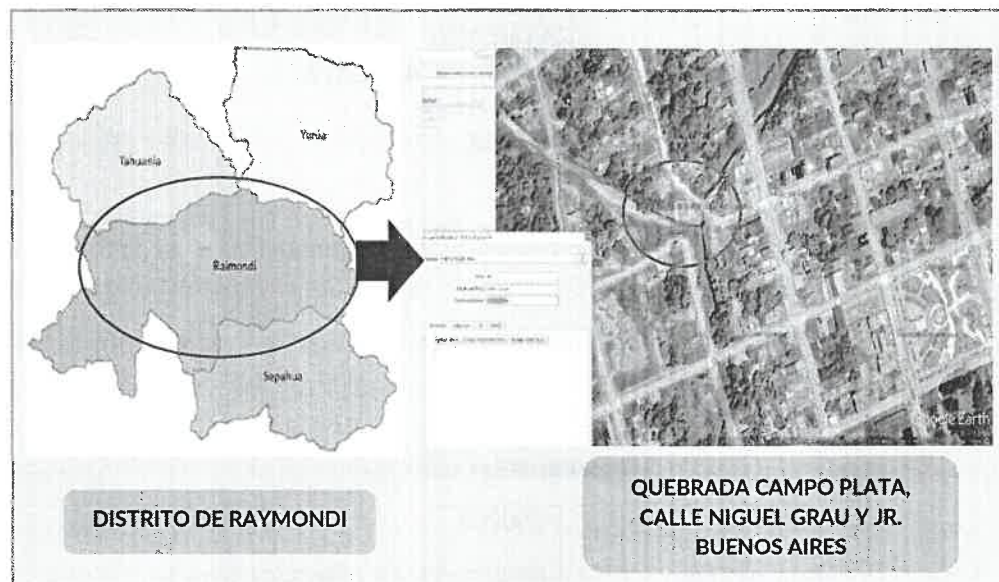 Yurúa
Tahuania
Raimondi
Sepahua
Google Earth
DISTRITO DE RAYMONDI
QUEBRADA CAMPO PLATA,
CALLE NIGUEL GRAU Y JR.
BUENOS AIRES